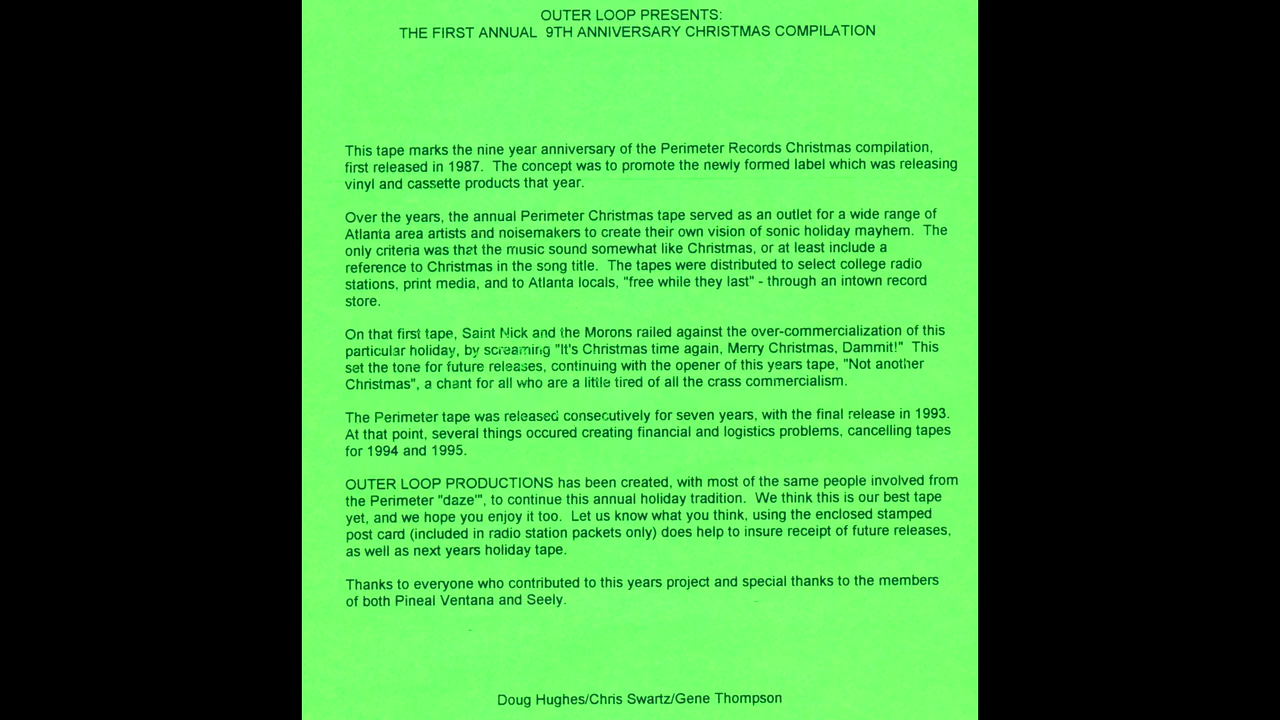 OUTER LOOP PRESENTS:
THE FIRST ANNUAL  9TH ANNIVERSARY CHRISTMAS COMPILATION
This tape marks the nine year anniversary of the Perimeter Records Christmas compilation,
first released in 1987.  The concept was to promote the newly formed label which was releasing
vinyl and cassette products that year.
Over the years, the annual Perimeter Christmas tape served as an outlet for a wide range of
Atlanta area artists and noisemakers to create their own vision of sonic holiday mayhem.  The
only criteria was that the music sound somewhat like Christmas, or at least include a
reference to Christmas in the song title.  The tapes were distributed to select college radio
stations, print media, and to Atlanta locals, "free while they last" - through an intown record
store.
On that first tape, Saint Nick and the Morons railed against the over-commercialization of this
particular holiday, by screaming "It's Christmas time again, Merry Christmas, Dammit!"  This
set the tone for future releases, continuing with the opener of this years tape, "Not another
Christmas", a chant for all who are a little tired of all the crass commercialism.
The Perimeter tape was released consecutively for seven years, with the final release in 1993.
At that point, several things occured creating financial and logistics problems, cancelling tapes
for 1994 and 1995.
OUTER LOOP PRODUCTIONS has been created, with most of the same people involved from
the Perimeter "daze'", to continue this annual holiday tradition.  We think this is our best tape
yet, and we hope you enjoy it too.  Let us know what you think, using the enclosed stamped
post card (included in radio station packets only) does help to insure receipt of future releases,
as well as next years holiday tape.
Thanks to everyone who contributed to this years project and special thanks to the members
of both Pineal Ventana and Seely.
Doug Hughes/Chris Swartz/Gene Thompson